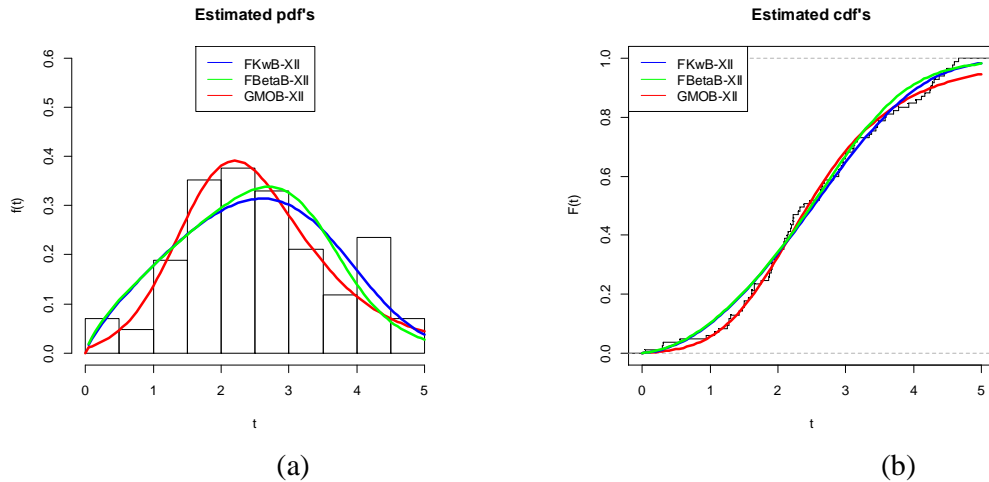 Estimated pdf's
FKwB-XII
FBetaB-XII
GMOB-XII
f(t)
0.6
0.5
0.4
0.3
0.2
0.1
0.0
0
1
2
3
4
5
t
(a)
Estimated cdf's
FKwB-XII
FBetaB-XII
GMOB-XII
F(t)
1.0
0.8
0.6
0.4
0.2
0.0
0
1
2
3
4
5
t
(b)